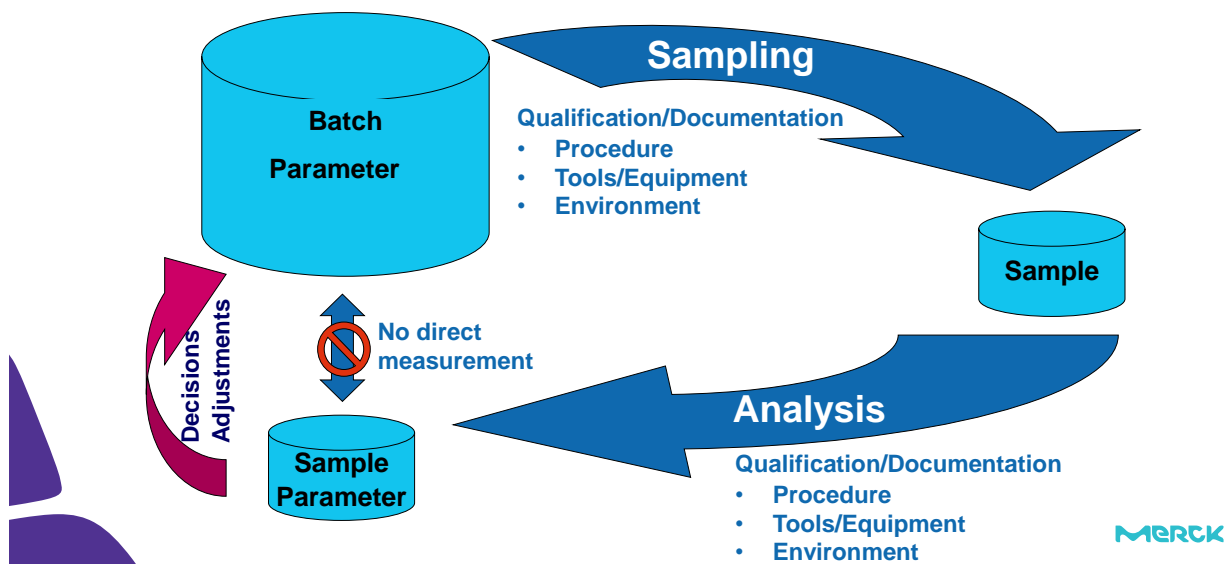 Sampling
Batch
Parameter
Qualification/Documentation
• Procedure
• Tools/Equipment
• Environment
Sample
No direct
measurement
Decisions
Adjustments
Analysis
Sample
Parameter
Qualification/Documentation
• Procedure
• Tools/Equipment
• Environment
MERCK